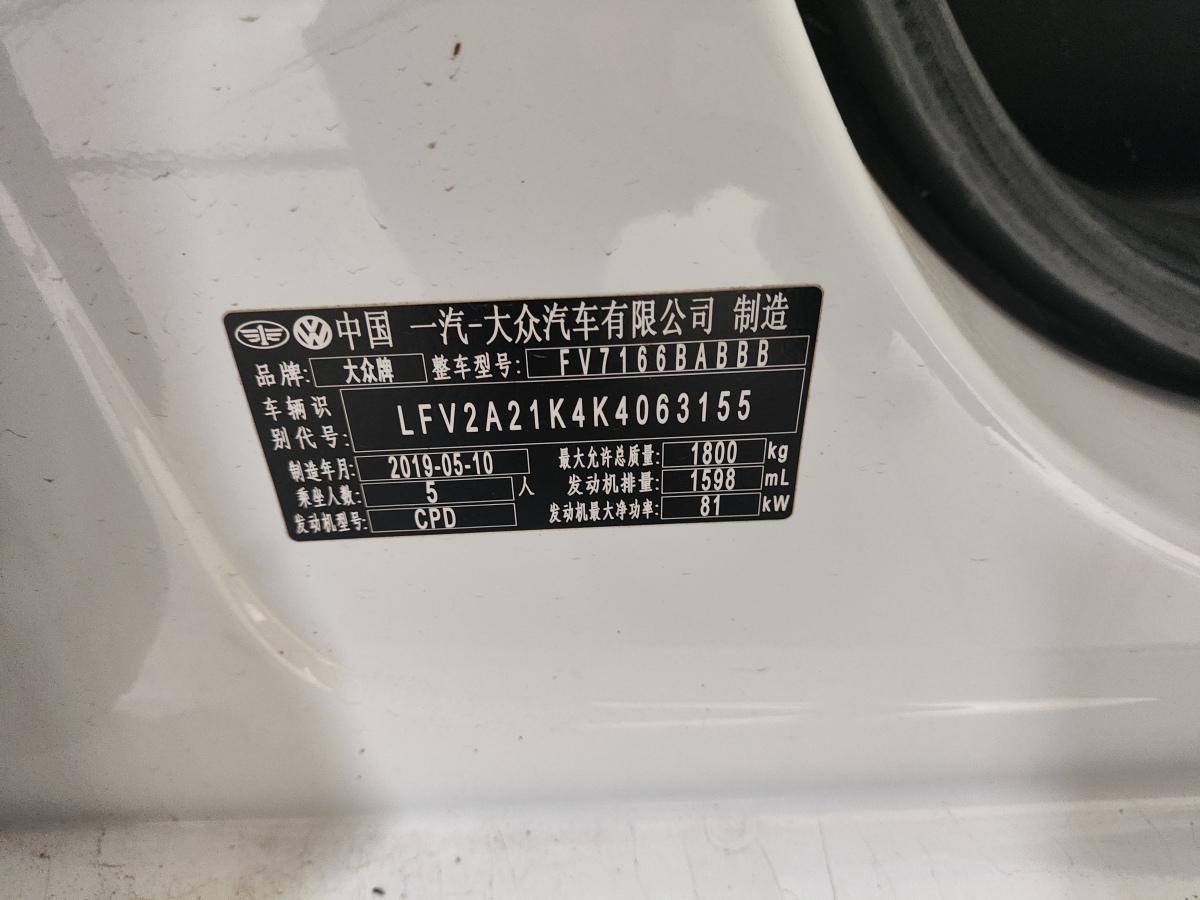 中国 一汽-大众汽车有限公司 制造
品牌: 大众牌 整车型号: FV7166BABBB
车辆识别代号: LFV2A21K4K4063155
制造年月: 2019-05-10 最大允许总质量: 1800 kg
乘坐人数: 5 人 发动机排量: 1598 mL
发动机型号: CPD 发动机最大净功率: 81 kW